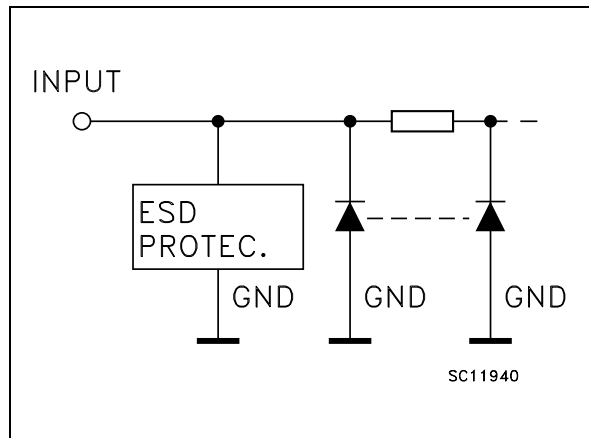 INPUT
ESD
PROTEC.
GND
GND
GND
SC11940